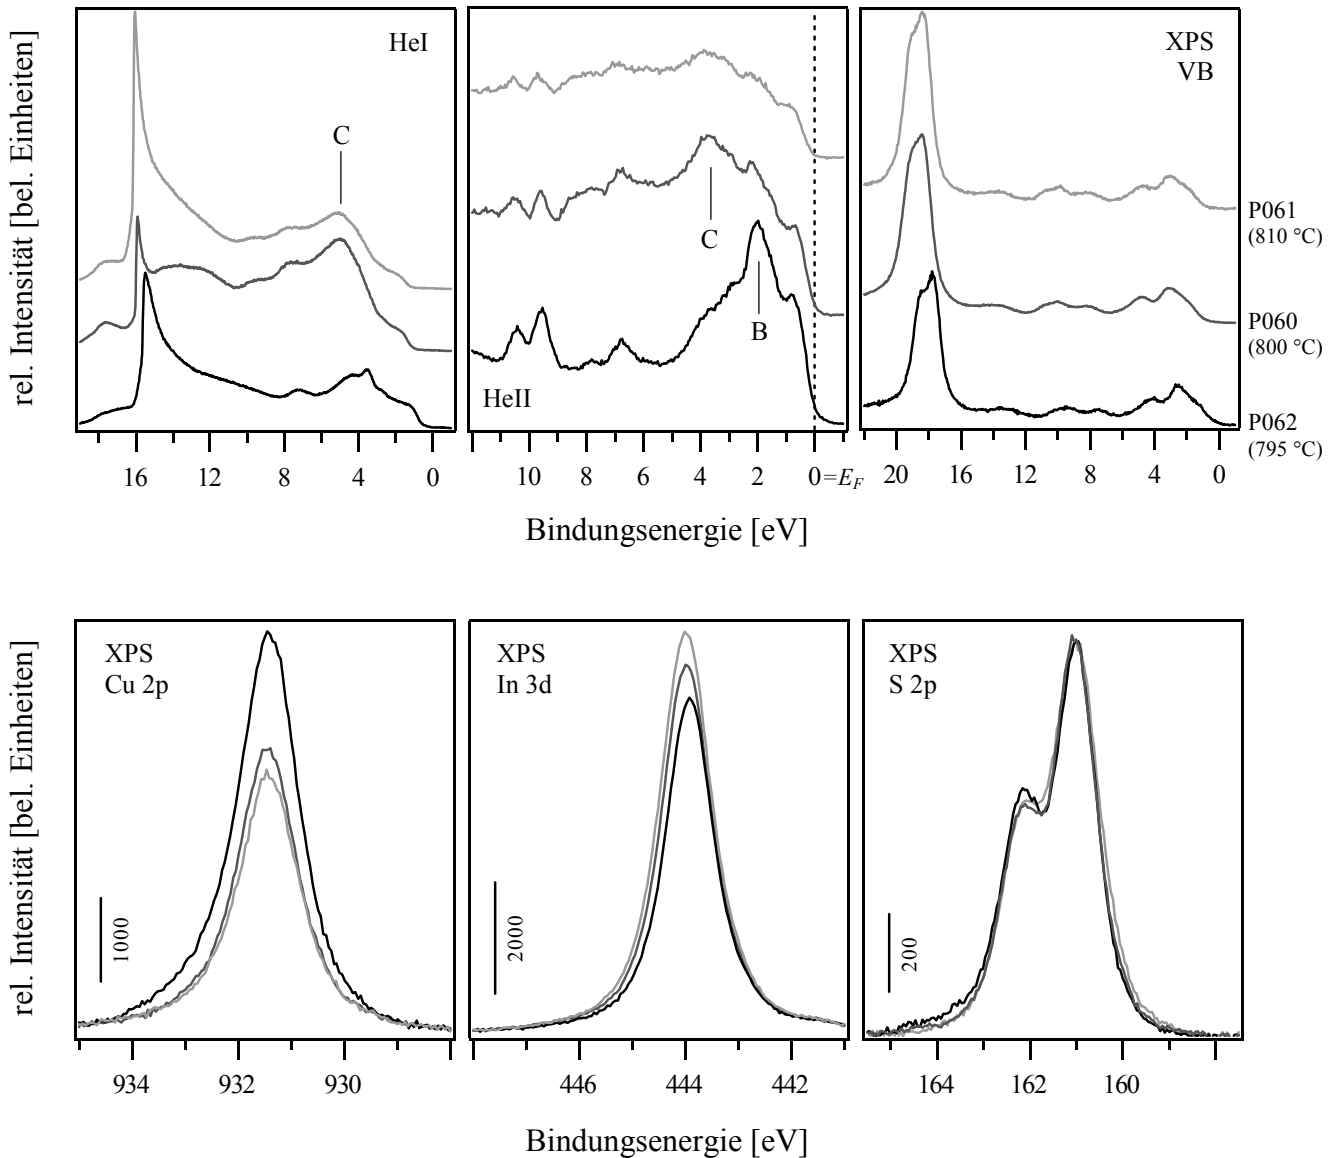 rel. Intensität [bel. Einheiten]
HeI
C
16 12 8 4 0
HeII
C
B
10 8 6 4 2 0=E_F
XPS
VB
20 16 12 8 4 0
P061
(810 °C)
P060
(800 °C)
P062
(795 °C)
Bindungsenergie [eV]
rel. Intensität [bel. Einheiten]
XPS
Cu 2p
1000
934 932 930
XPS
In 3d
2000
446 444 442
XPS
S 2p
200
164 162 160
Bindungsenergie [eV]